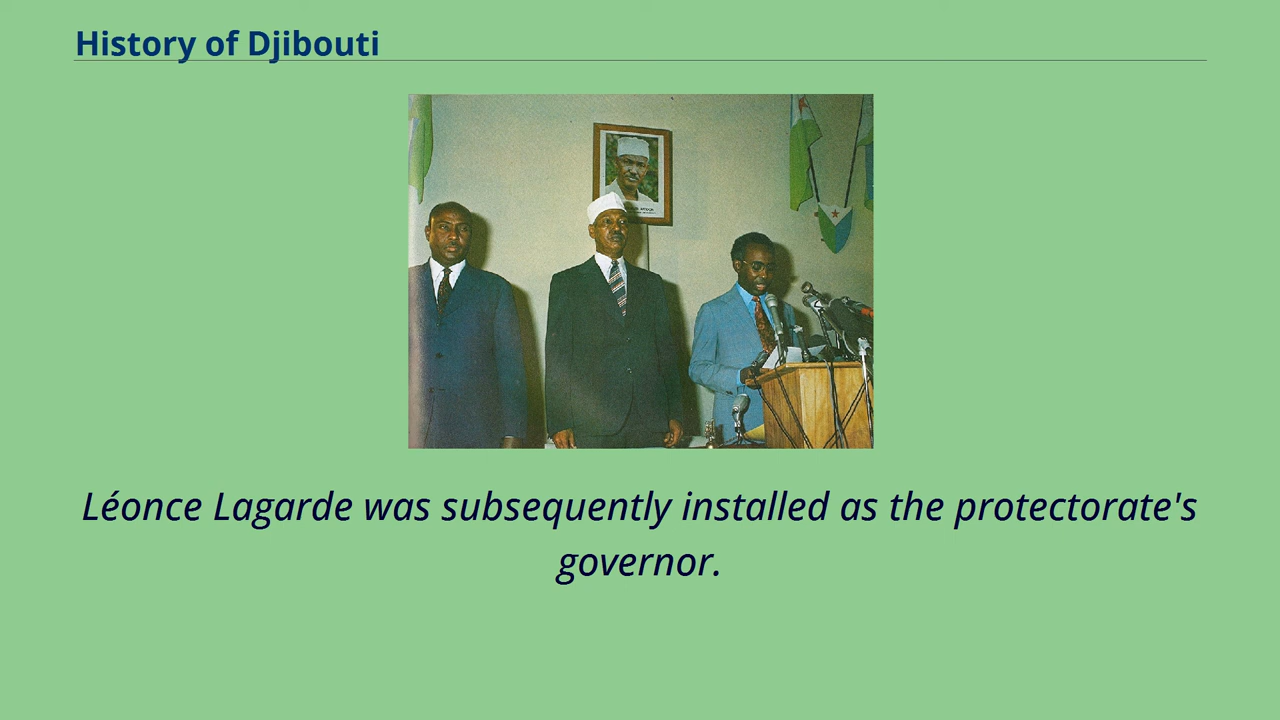 History of Djibouti
Léonce Lagarde was subsequently installed as the protectorate's
governor.